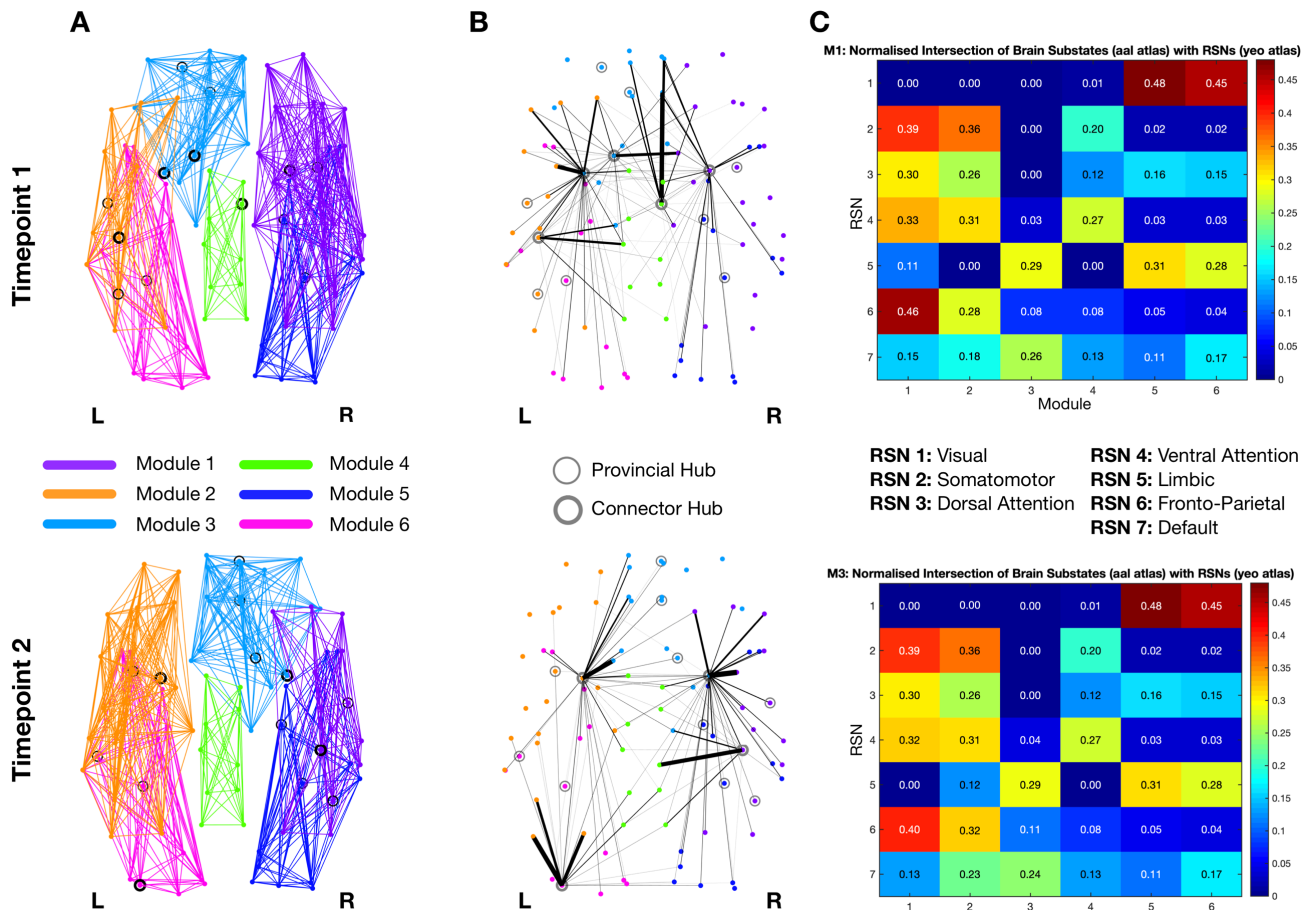 A
B
C
Timepoint 1
M1: Normalised Intersection of Brain Substates (aal atlas) with RSNs (yeo atlas)
RSN
1 0.00 0.00 0.00 0.01 0.48 0.45
2 0.39 0.36 0.00 0.20 0.02 0.02
3 0.30 0.26 0.00 0.12 0.16 0.15
4 0.33 0.31 0.03 0.27 0.03 0.03
5 0.11 0.00 0.29 0.00 0.31 0.28
6 0.46 0.28 0.08 0.08 0.05 0.04
7 0.15 0.18 0.26 0.13 0.11 0.17
1 2 3 4 5 6
Module
0.45
0.4
0.35
0.3
0.25
0.2
0.15
0.1
0.05
0
L R
L R
Module 1 Module 4
Module 2 Module 5
Module 3 Module 6
Provincial Hub
Connector Hub
RSN 1: Visual
RSN 2: Somatomotor
RSN 3: Dorsal Attention
RSN 4: Ventral Attention
RSN 5: Limbic
RSN 6: Fronto-Parietal
RSN 7: Default
Timepoint 2
M3: Normalised Intersection of Brain Substates (aal atlas) with RSNs (yeo atlas)
RSN
1 0.00 0.00 0.00 0.01 0.48 0.45
2 0.39 0.36 0.00 0.20 0.02 0.02
3 0.30 0.26 0.00 0.12 0.16 0.15
4 0.32 0.31 0.04 0.27 0.03 0.03
5 0.00 0.12 0.29 0.00 0.31 0.28
6 0.40 0.32 0.11 0.08 0.05 0.04
7 0.13 0.23 0.24 0.13 0.11 0.17
1 2 3 4 5 6
0.45
0.4
0.35
0.3
0.25
0.2
0.15
0.1
0.05
0
L R
L R